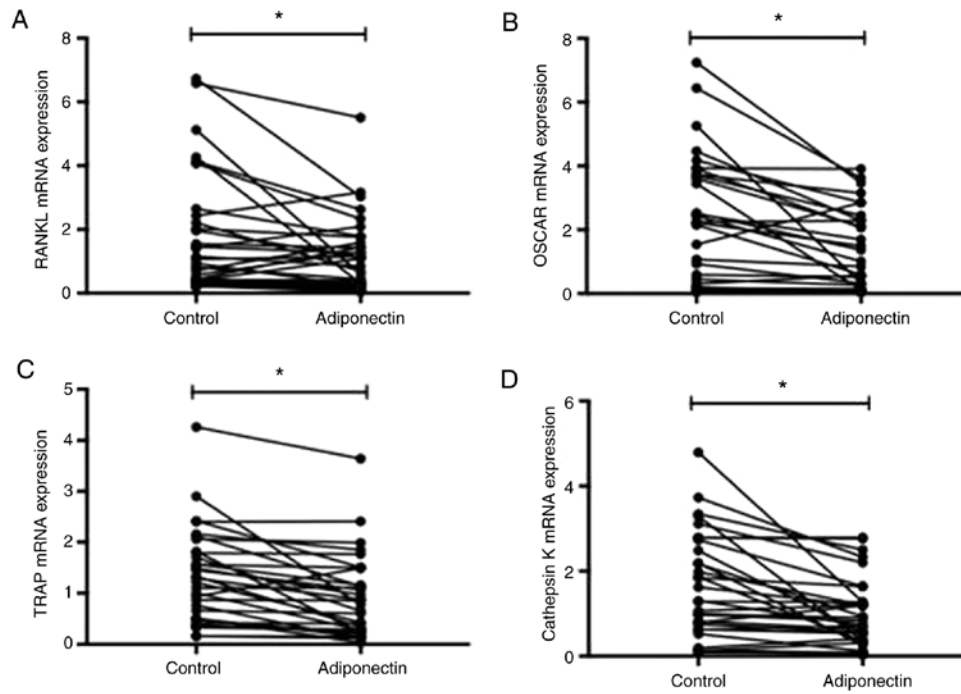 A
*
RANKL mRNA expression
8
6
4
2
0
Control Adiponectin
B
*
OSCAR mRNA expression
8
6
4
2
0
Control Adiponectin
C
*
TRAP mRNA expression
5
4
3
2
1
0
Control Adiponectin
D
*
Cathepsin K mRNA expression
6
4
2
0
Control Adiponectin